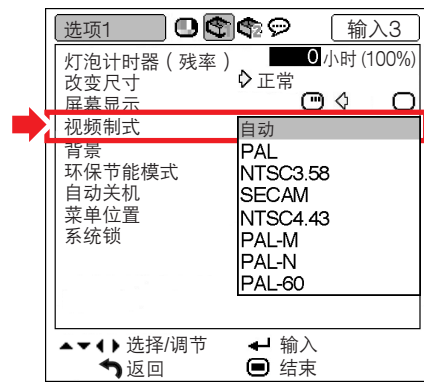 选项1 输入3
灯泡计时器（残率） 0小时(100%)
改变尺寸 正常
屏幕显示
视频制式 自动
背景 PAL
环保节能模式 NTSC3.58
自动关机 SECAM
菜单位置 NTSC4.43
系统锁 PAL-M
PAL-N
PAL-60
选择/调节 输入
返回 结束